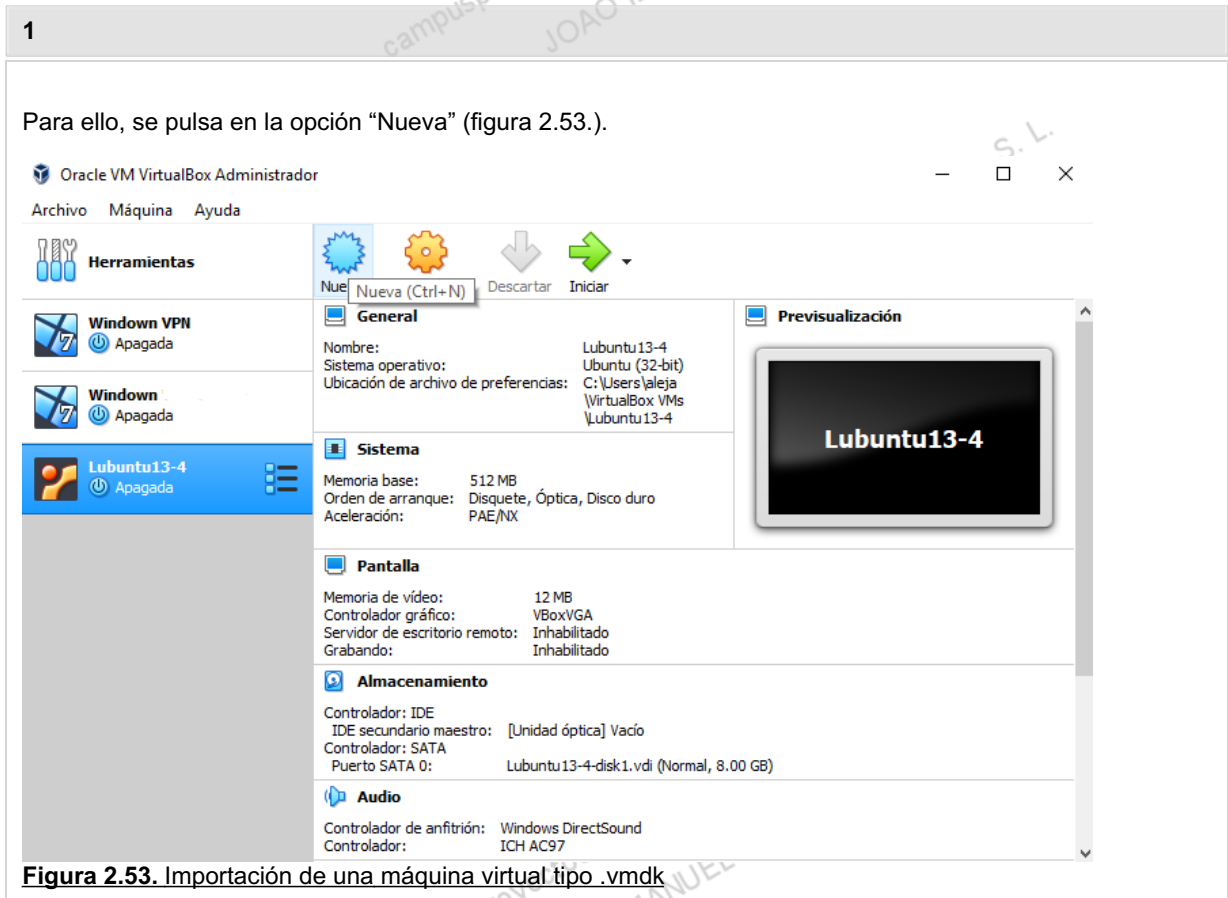 1
Para ello, se pulsa en la opción “Nueva” (figura 2.53.).
S. L.
Oracle VM VirtualBox Administrador
Archivo Máquina Ayuda
Herramientas
Nueva (Ctrl+N)
Descartar Iniciar
Windown VPN
Apagada
Windown
Apagada
Lubuntu13-4
Apagada
General
Nombre: Lubuntu13-4
Sistema operativo: Ubuntu (32-bit)
Ubicación de archivo de preferencias: C:\Users\aleja
\VirtualBox VMs
\Lubuntu13-4
Previsualización
Lubuntu13-4
Sistema
Memoria base: 512 MB
Orden de arranque: Disquete, Óptica, Disco duro
Aceleración: PAE/NX
Pantalla
Memoria de vídeo: 12 MB
Controlador gráfico: VBoxVGA
Servidor de escritorio remoto: Inhabilitado
Grabando: Inhabilitado
Almacenamiento
Controlador: IDE
IDE secundario maestro: [Unidad óptica] Vacío
Controlador: SATA
Puerto SATA 0: Lubuntu13-4-disk1.vdi (Normal, 8.00 GB)
Audio
Controlador de anfitrión: Windows DirectSound
Controlador: ICH AC97
Figura 2.53. Importación de una máquina virtual tipo .vmdk